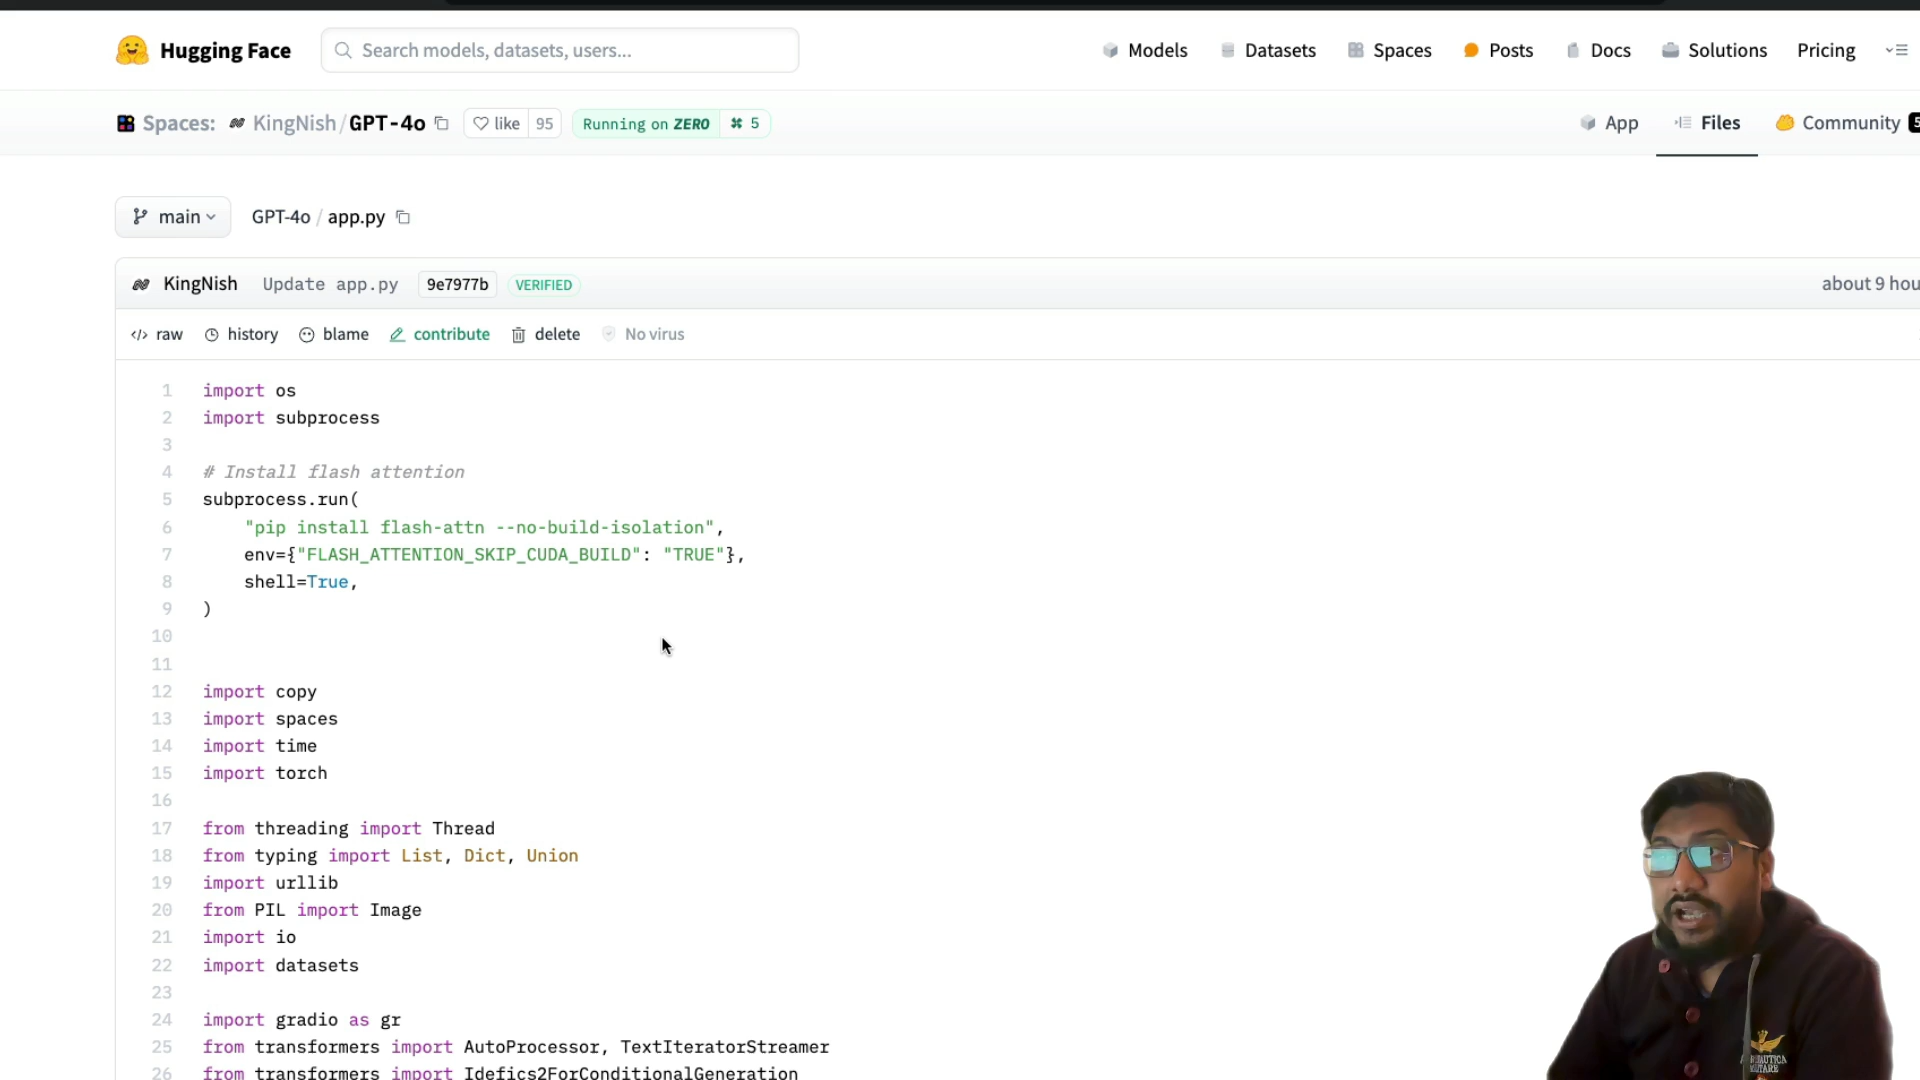 Hugging Face
Search models, datasets, users...
Models
Datasets
Spaces
Posts
Docs
Solutions
Pricing
Spaces: KingNish/GPT-4o
like 95
Running on ZERO 5
App
Files
Community 5
main
GPT-4o / app.py
KingNish Update app.py 9e7977b VERIFIED
about 9 hou
</> raw history blame contribute delete No virus
1 import os
2 import subprocess
3
4 # Install flash attention
5 subprocess.run(
6 "pip install flash-attn --no-build-isolation",
7 env={"FLASH_ATTENTION_SKIP_CUDA_BUILD": "TRUE"},
8 shell=True,
9 )
10
11
12 import copy
13 import spaces
14 import time
15 import torch
16
17 from threading import Thread
18 from typing import List, Dict, Union
19 import urllib
20 from PIL import Image
21 import io
22 import datasets
23
24 import gradio as gr
25 from transformers import AutoProcessor, TextIteratorStreamer
26 from transformers import Idefics2ForConditionalGeneration